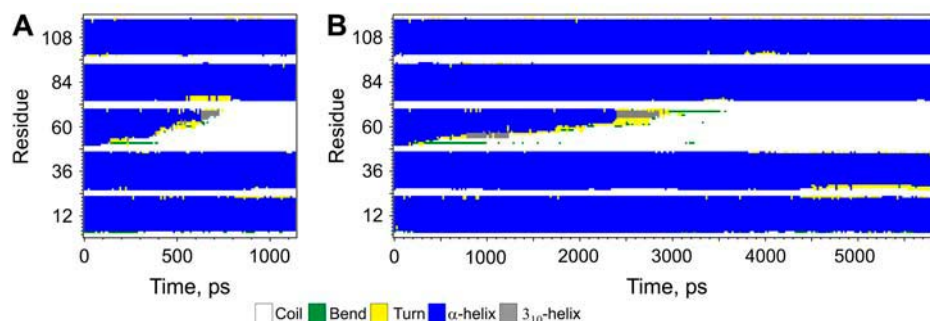 A B
108 108
84 84
60 60
36 36
12 12
Residue Residue
0 500 1000 0 1000 2000 3000 4000 5000
Time, ps Time, ps
Coil Bend Turn α-helix 3₁₀-helix